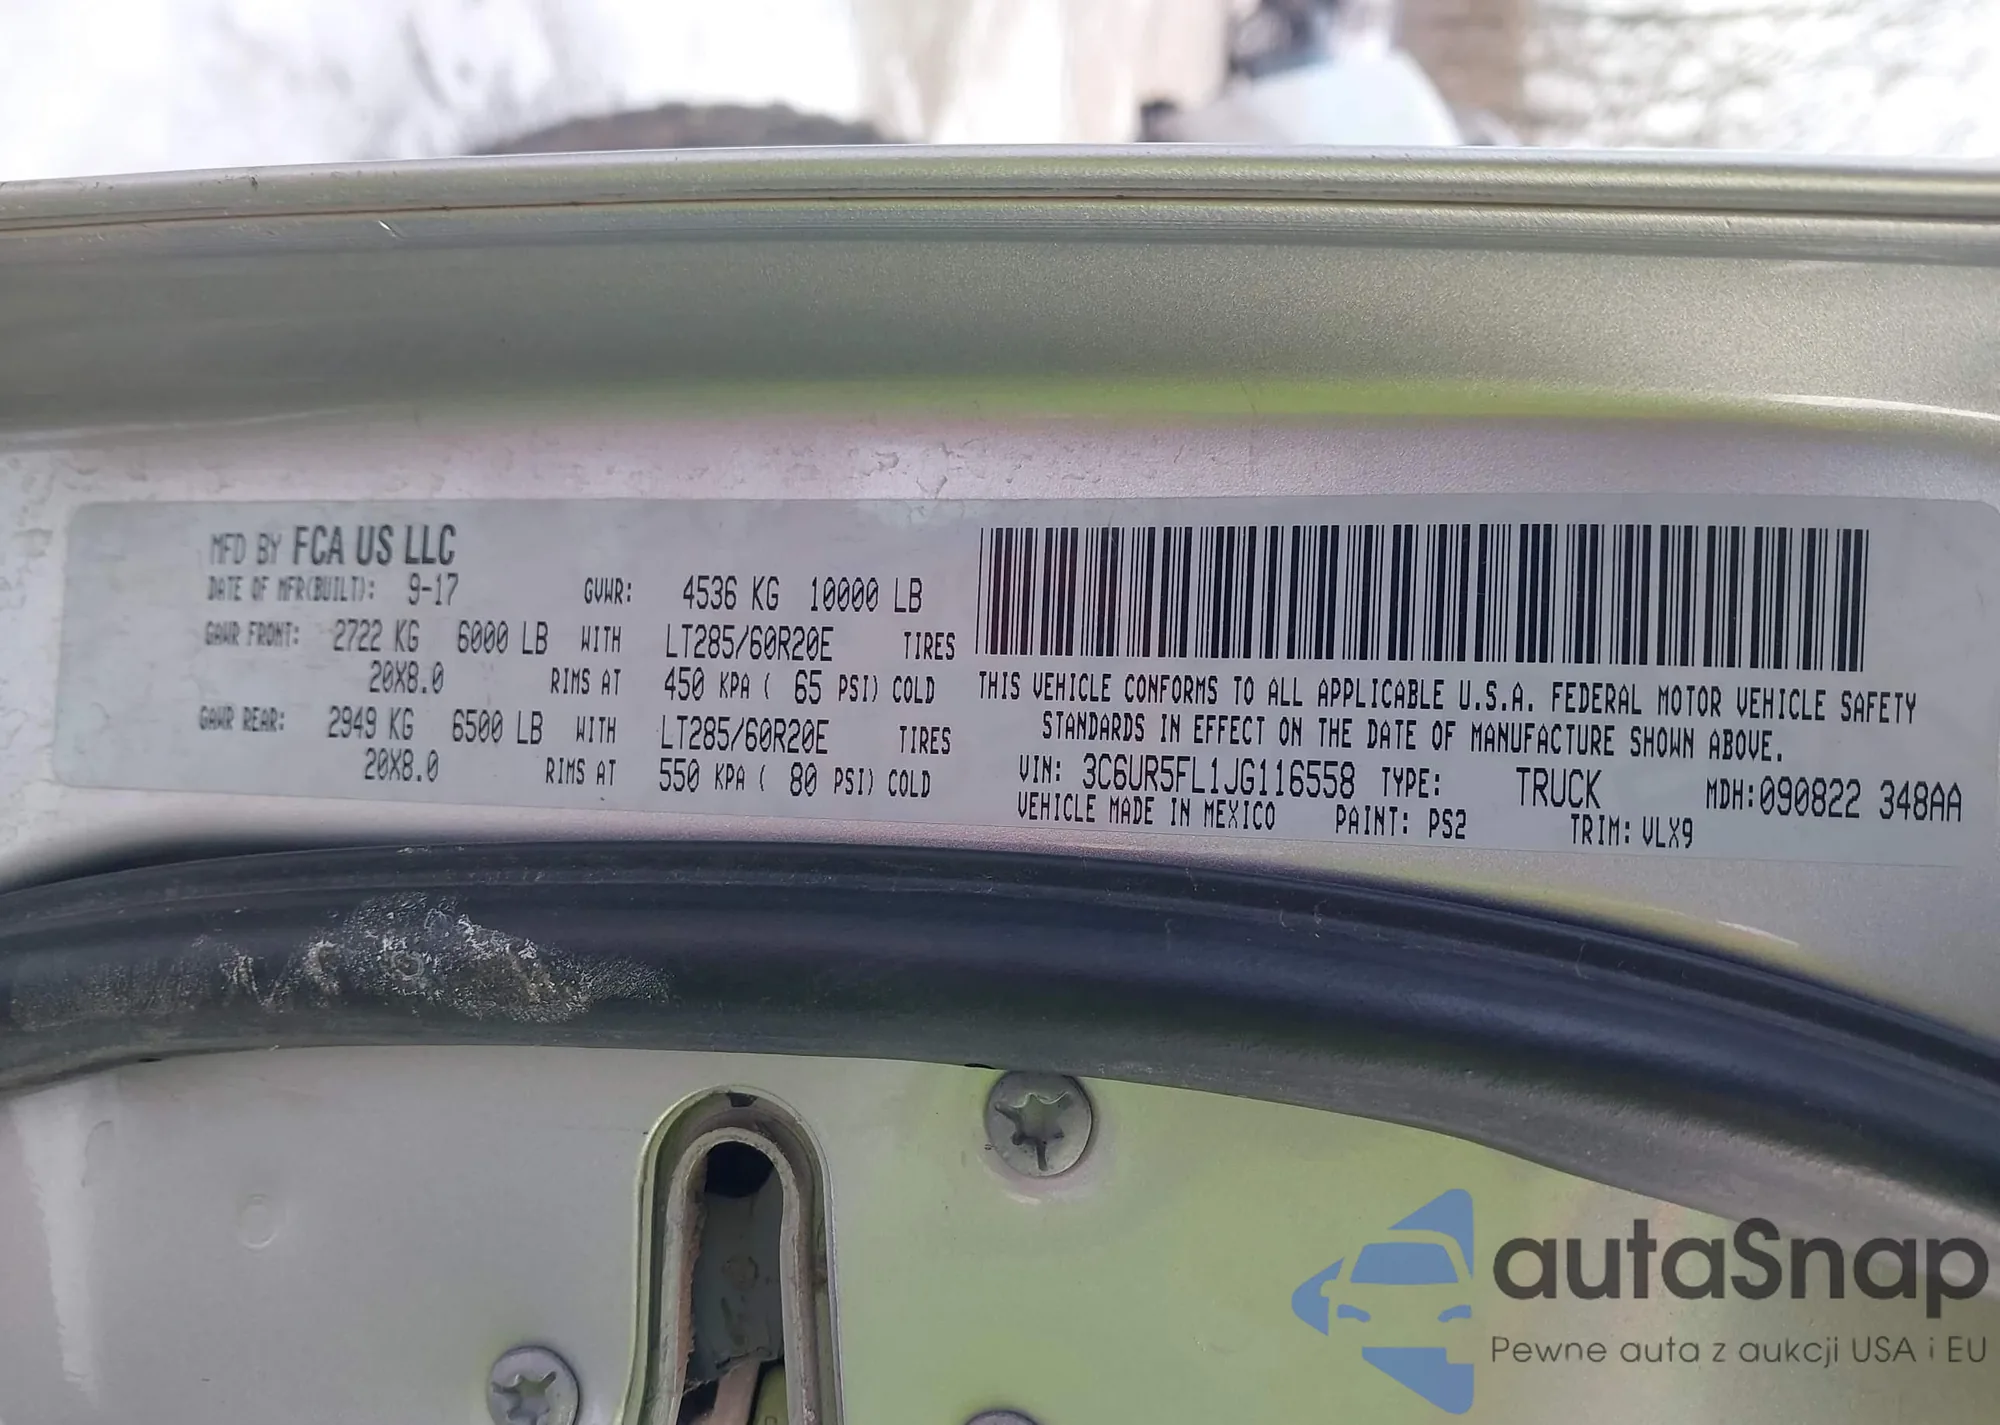 MFD BY FCA US LLC
DATE OF MFR(BUILT): 9-17 GVWR: 4536 KG 10000 LB
GAWR FRONT: 2722 KG 6000 LB WITH LT285/60R20E TIRES
20X8.0 RIMS AT 450 KPA ( 65 PSI) COLD
GAWR REAR: 2949 KG 6500 LB WITH LT285/60R20E TIRES
20X8.0 RIMS AT 550 KPA ( 80 PSI) COLD
THIS VEHICLE CONFORMS TO ALL APPLICABLE U.S.A. FEDERAL MOTOR VEHICLE SAFETY
STANDARDS IN EFFECT ON THE DATE OF MANUFACTURE SHOWN ABOVE.
VIN: 3C6UR5FL1JG116558 TYPE: TRUCK MDH:090822 348AA
VEHICLE MADE IN MEXICO PAINT: PS2 TRIM: VLX9
autaSnap
Pewne auta z aukcji USA i EU